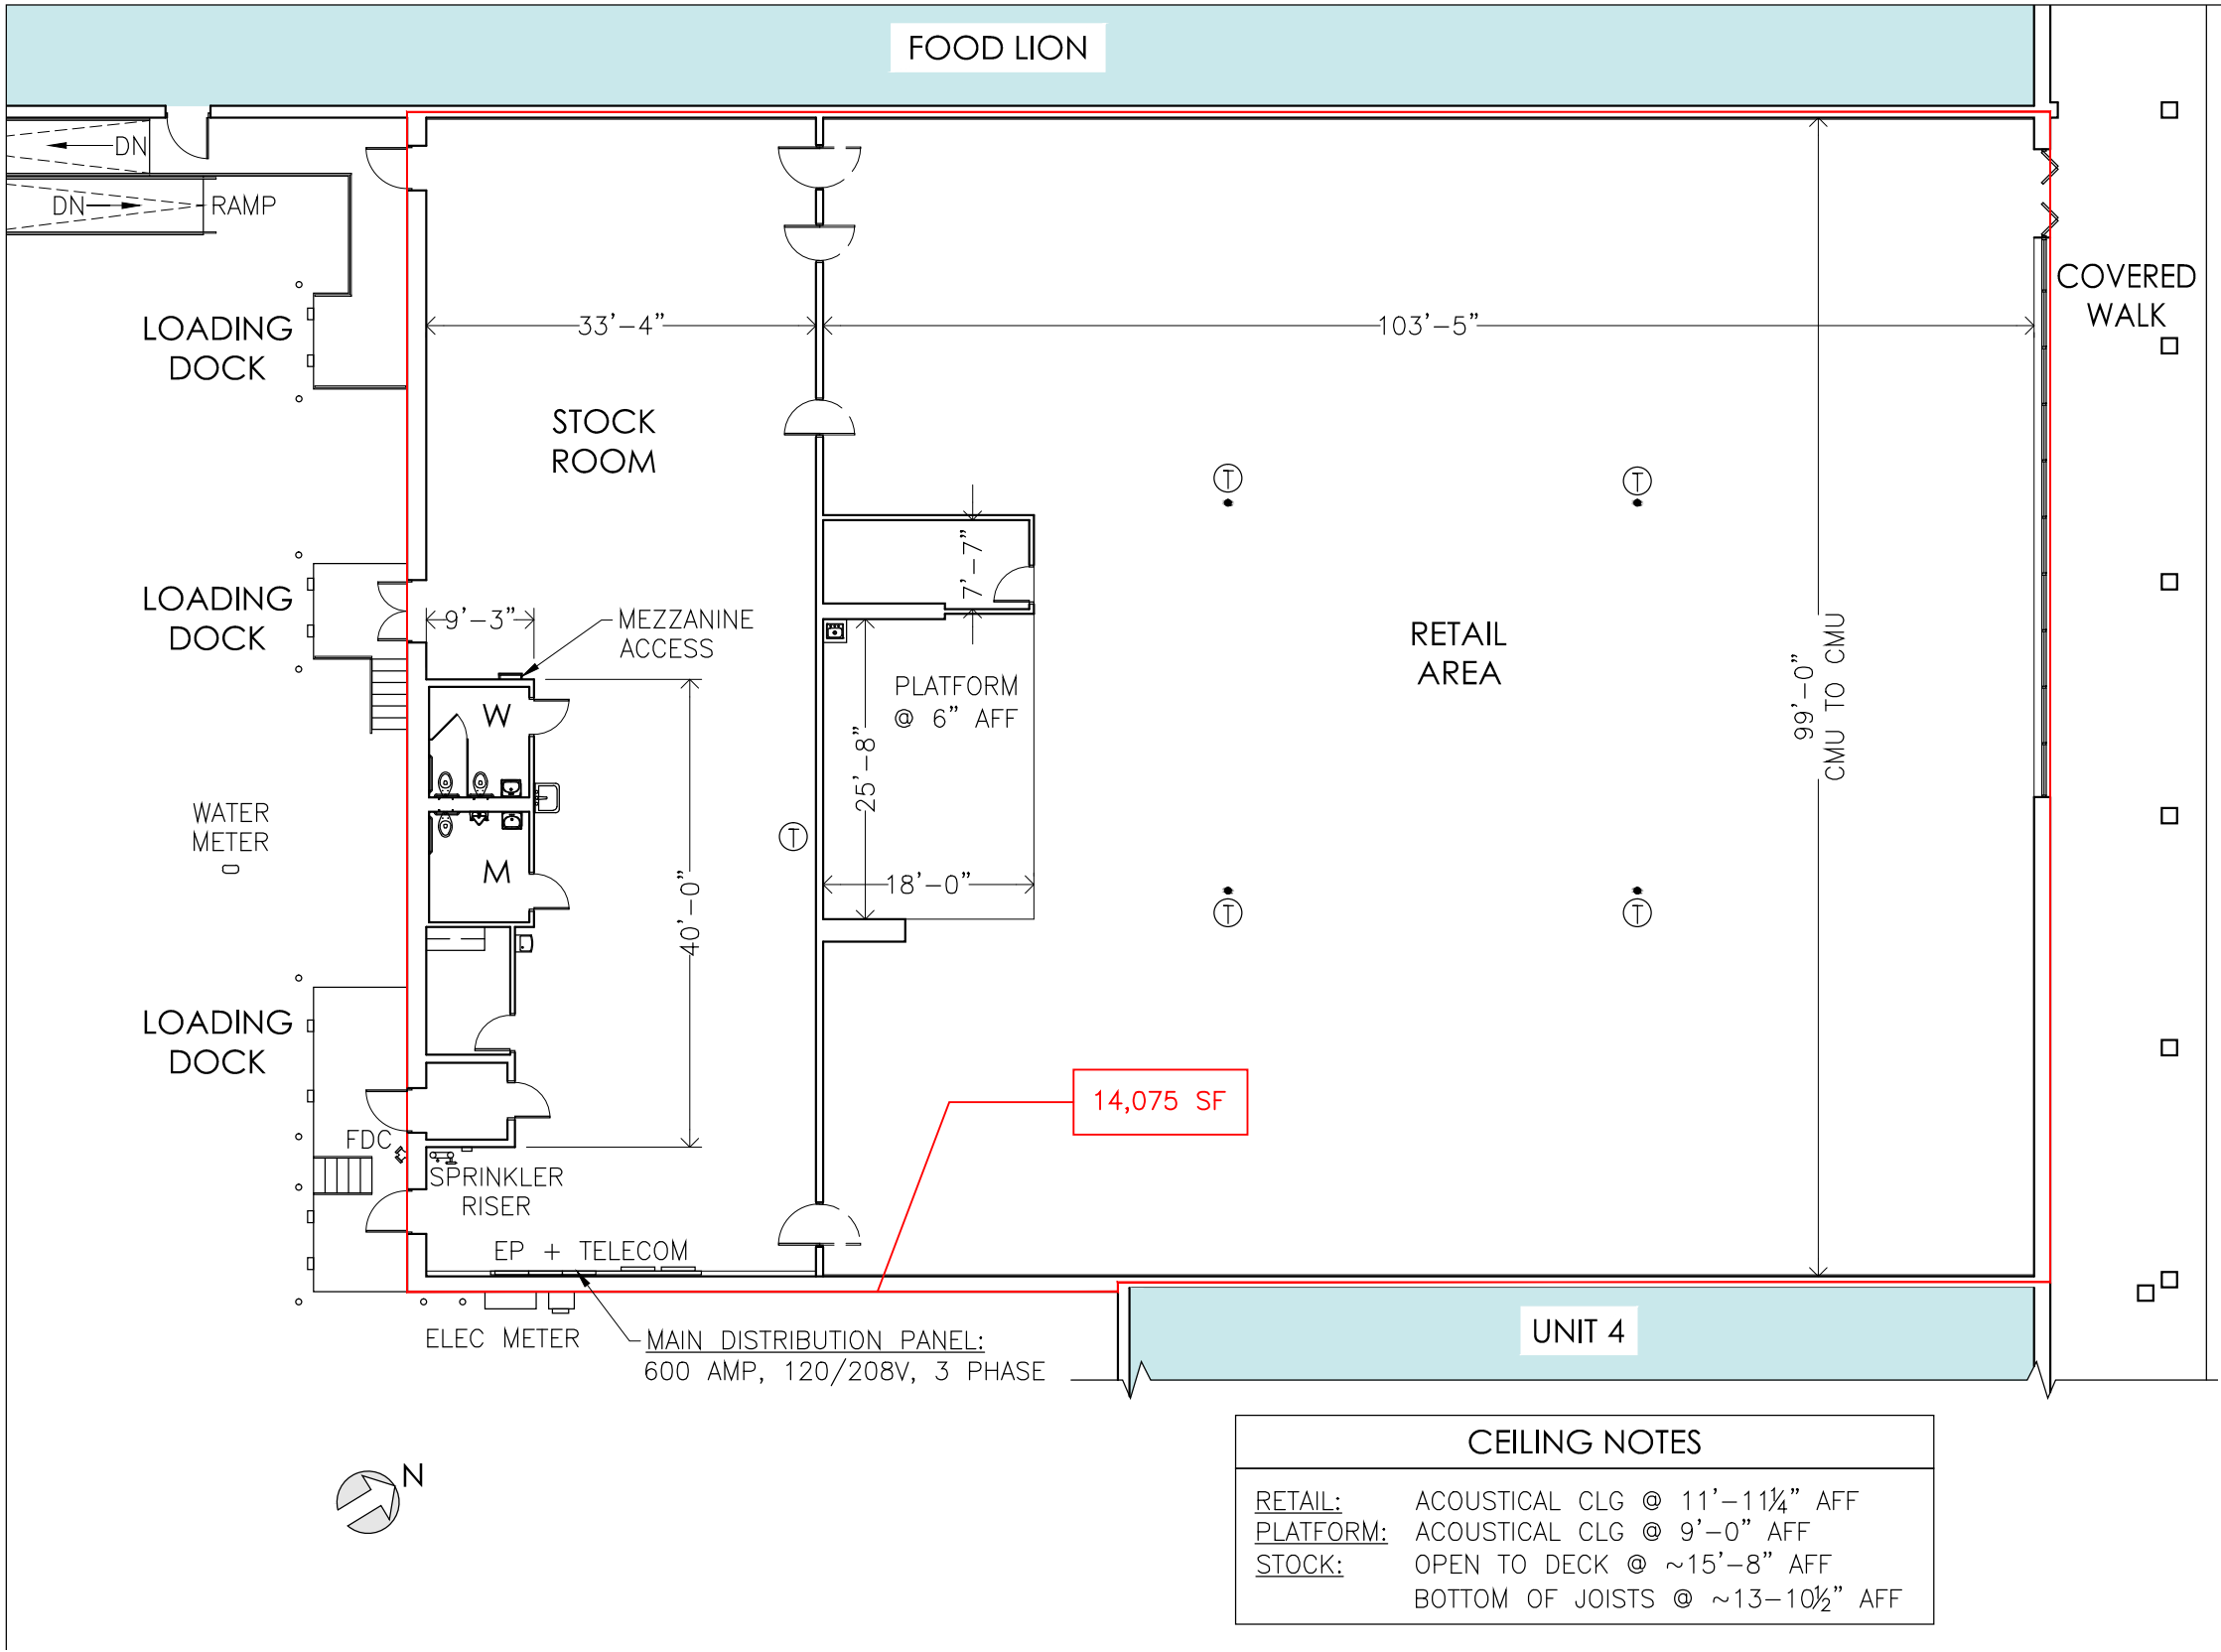 FOOD LION
DN
DN
RAMP
COVERED
WALK
LOADING
DOCK
33'-4"
103'-5"
STOCK
ROOM
T
T
7'-7"
LOADING
DOCK
9'-3"
MEZZANINE
ACCESS
RETAIL
AREA
99'-0"
CMU TO CMU
PLATFORM
@ 6" AFF
W
25'-8"
WATER
METER
T
M
18'-0"
40'-0"
T
T
LOADING
DOCK
14,075 SF
FDC
SPRINKLER
RISER
EP + TELECOM
ELEC METER
MAIN DISTRIBUTION PANEL:
600 AMP, 120/208V, 3 PHASE
UNIT 4
N
CEILING NOTES
RETAIL: ACOUSTICAL CLG @ 11'-11¼" AFF
PLATFORM: ACOUSTICAL CLG @ 9'-0" AFF
STOCK: OPEN TO DECK @ ~15'-8" AFF
BOTTOM OF JOISTS @ ~13-10½" AFF